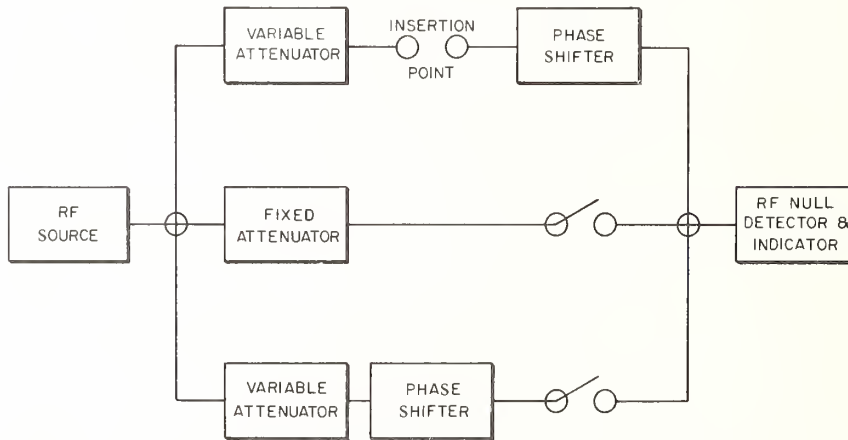 VARIABLE
ATTENUATOR
INSERTION
POINT
PHASE
SHIFTER
RF
SOURCE
FIXED
ATTENUATOR
RF NULL
DETECTOR &
INDICATOR
VARIABLE
ATTENUATOR
PHASE
SHIFTER